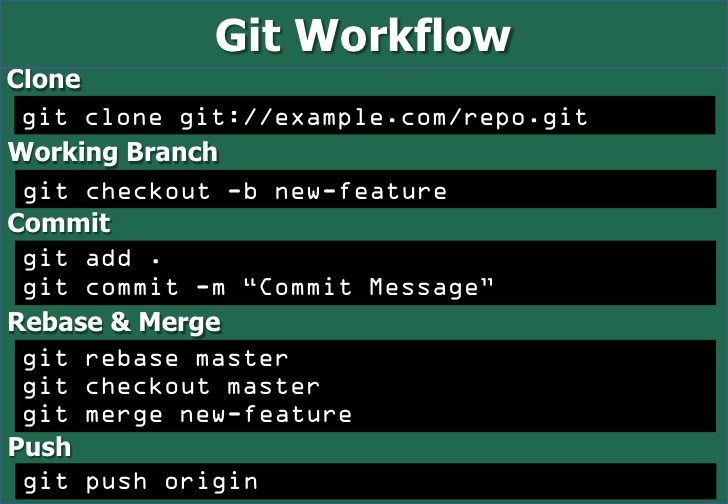 Git Workflow
Clone
git clone git://example.com/repo.git
Working Branch
git checkout -b new-feature
Commit
git add .
git commit -m “Commit Message”
Rebase & Merge
git rebase master
git checkout master
git merge new-feature
Push
git push origin